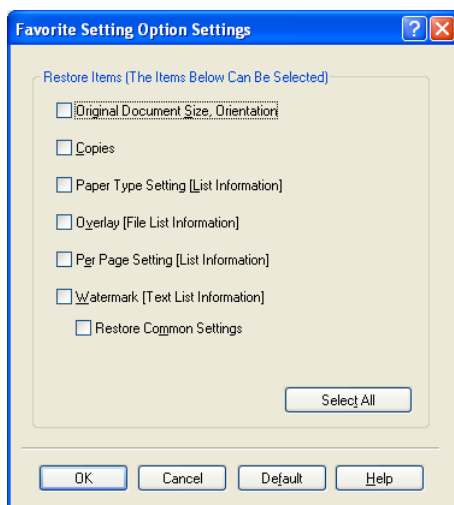 Favorite Setting Option Settings
Restore Items (The Items Below Can Be Selected)
Original Document Size, Orientation
Copies
Paper Type Setting [List Information]
Overlay [File List Information]
Per Page Setting [List Information]
Watermark [Text List Information]
Restore Common Settings
Select All
OK Cancel Default Help